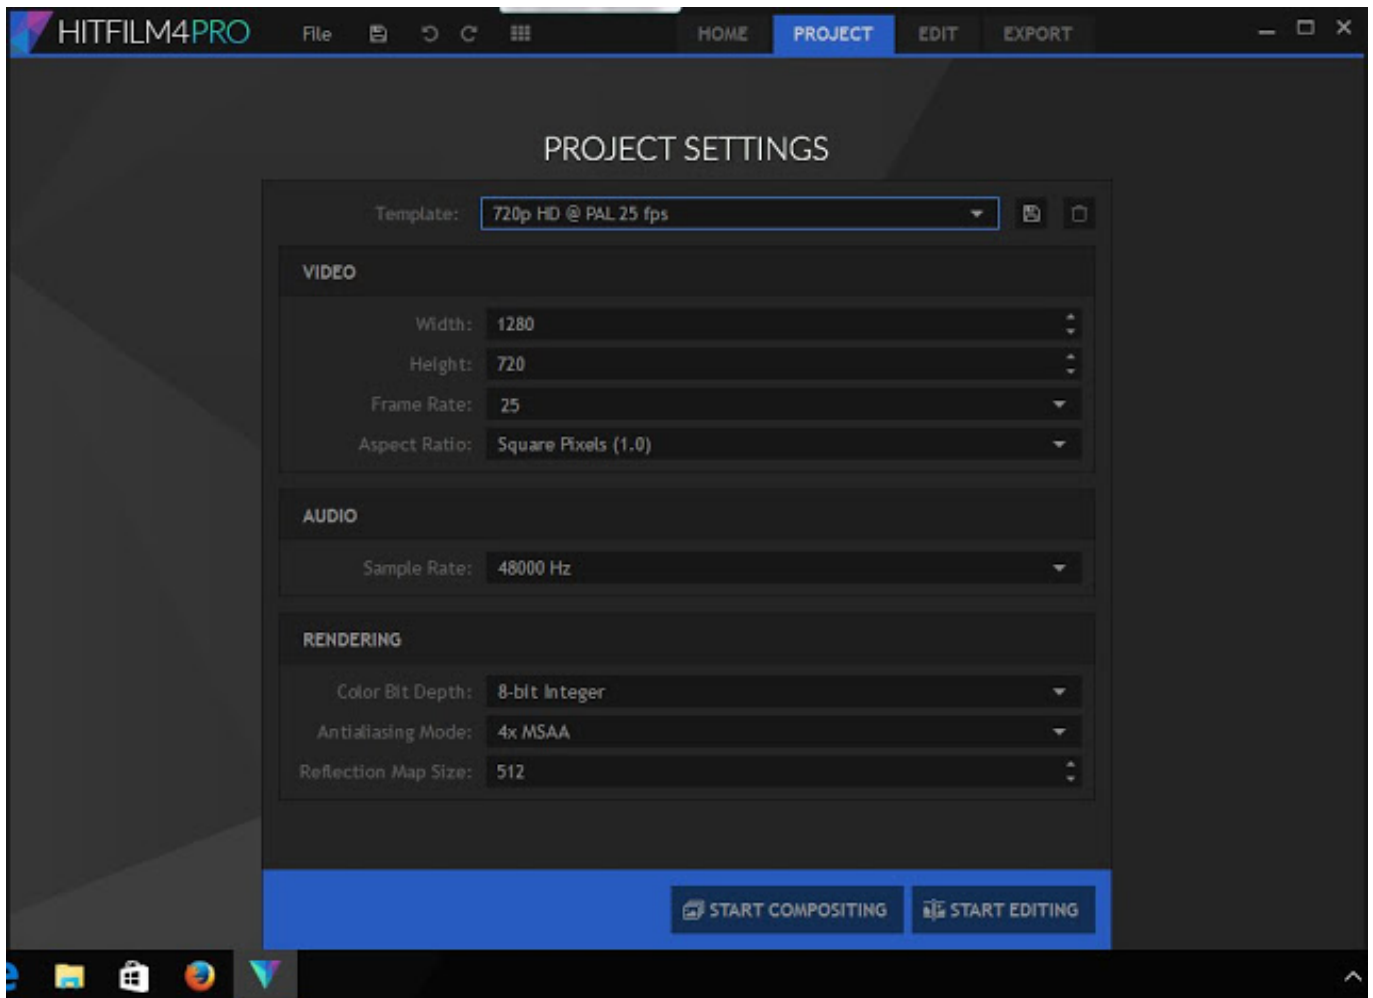 HITFILM4PRO File HOME PROJECT EDIT EXPORT
PROJECT SETTINGS
Template: 720p HD @ PAL 25 fps
VIDEO
Width: 1280
Height: 720
Frame Rate: 25
Aspect Ratio: Square Pixels (1.0)
AUDIO
Sample Rate: 48000 Hz
RENDERING
Color Bit Depth: 8-bit Integer
Antialiasing Mode: 4x MSAA
Reflection Map Size: 512
START COMPOSITING START EDITING